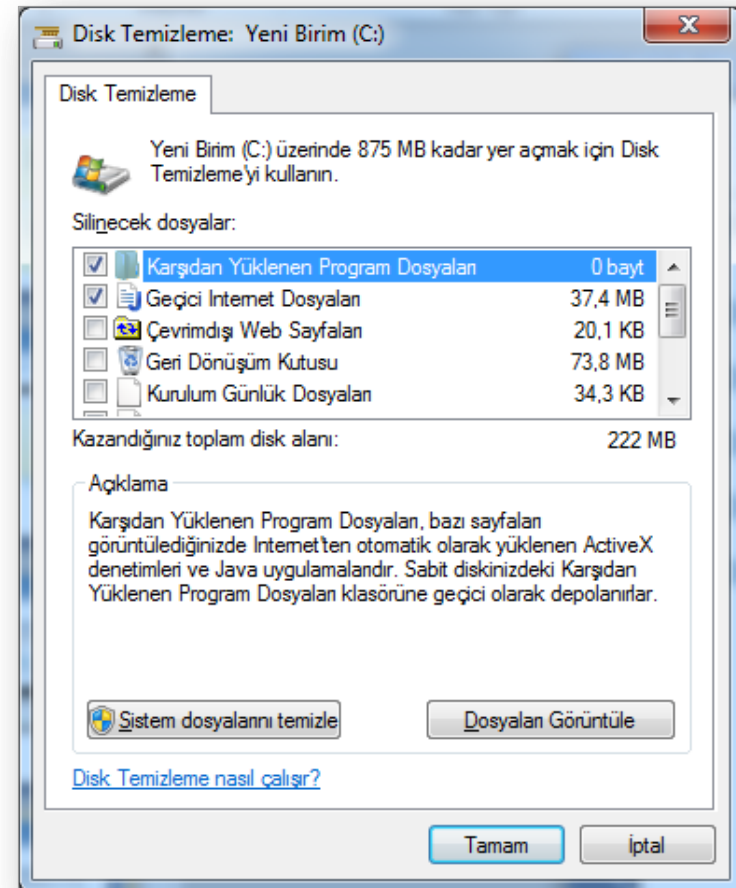 Disk Temizleme: Yeni Birim (C:)
Disk Temizleme
Yeni Birim (C:) üzerinde 875 MB kadar yer açmak için Disk
Temizleme'yi kullanın.
Silinecek dosyalar:
Karşıdan Yüklenen Program Dosyaları 0 bayt
Geçici Internet Dosyaları 37,4 MB
Çevrimdışı Web Sayfaları 20,1 KB
Geri Dönüşüm Kutusu 73,8 MB
Kurulum Günlük Dosyaları 34,3 KB
Kazandığınız toplam disk alanı: 222 MB
Açıklama
Karşıdan Yüklenen Program Dosyaları, bazı sayfaları
görüntülediğinizde Internet'ten otomatik olarak yüklenen ActiveX
denetimleri ve Java uygulamalarıdır. Sabit diskinizdeki Karşıdan
Yüklenen Program Dosyaları klasörüne geçici olarak depolanırlar.
Sistem dosyalarını temizle Dosyaları Görüntüle
Disk Temizleme nasıl çalışır?
Tamam İptal